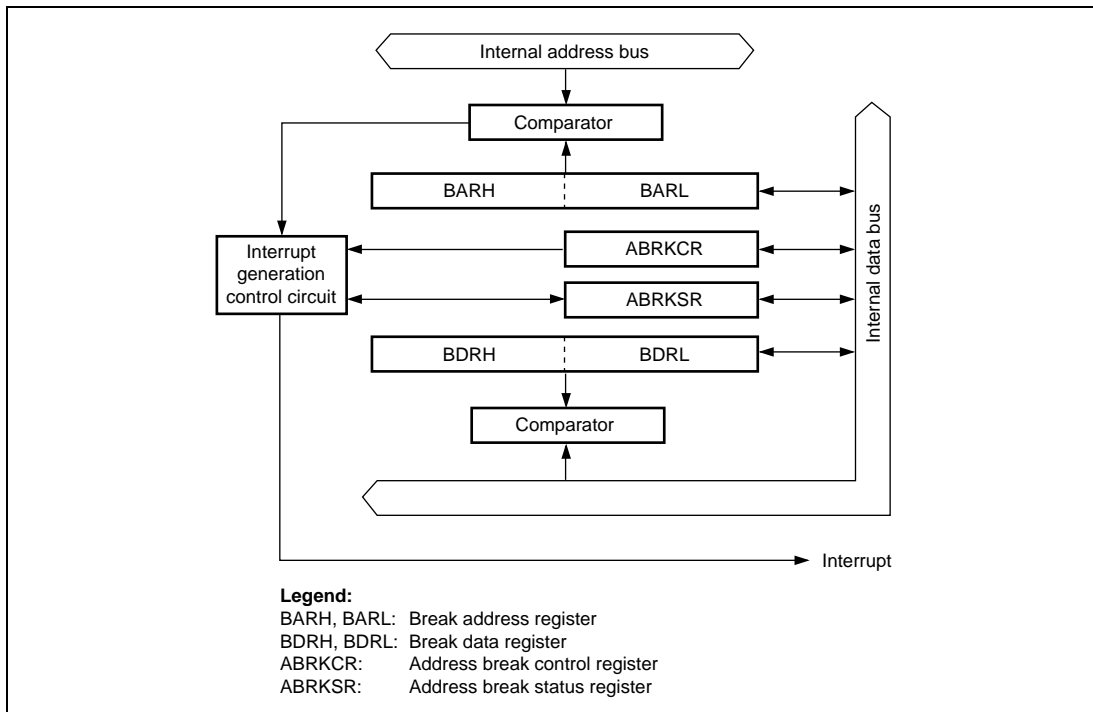 Internal address bus
Comparator
BARH
BARL
Internal data bus
Interrupt
generation
control circuit
ABRKCR
ABRKSR
BDRH
BDRL
Comparator
Interrupt
Legend:
BARH, BARL: Break address register
BDRH, BDRL: Break data register
ABRKCR: Address break control register
ABRKSR: Address break status register